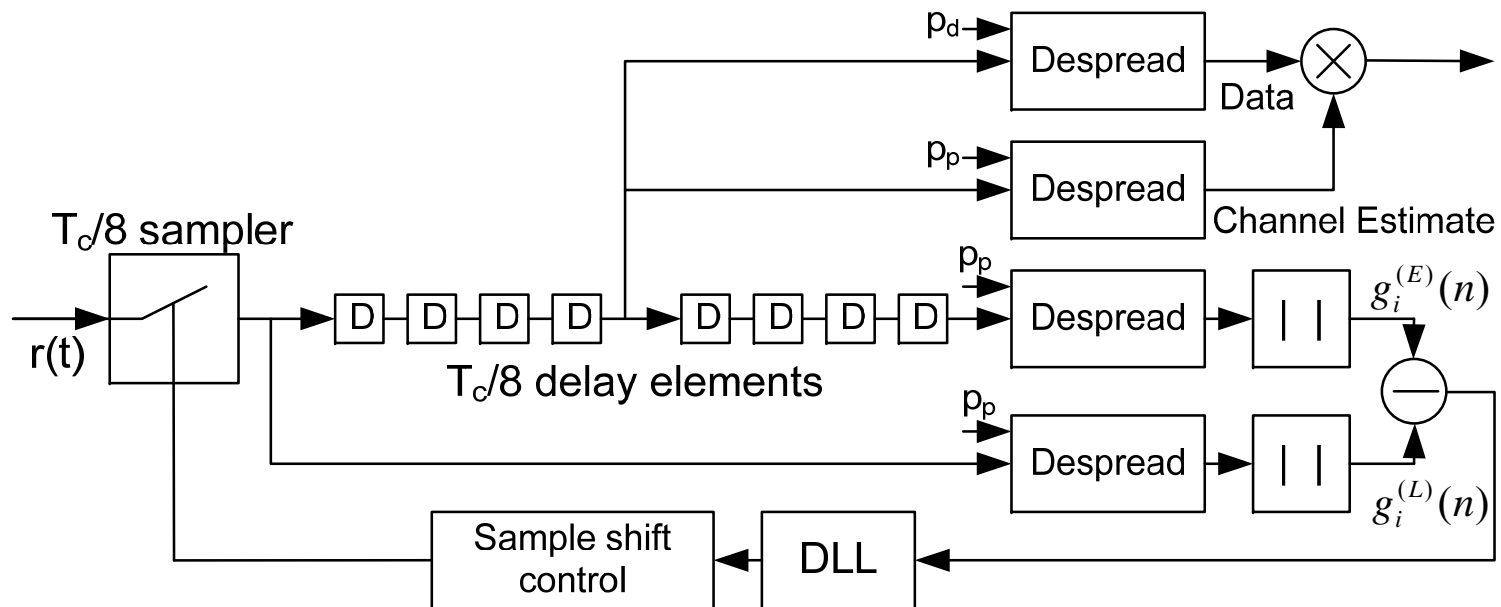 p_d
Despread
Data
p_p
Despread
Channel Estimate
T_c/8 sampler
r(t)
D D D D D D D D
T_c/8 delay elements
p_p
Despread
| |
g_i^{(E)}(n)
p_p
Despread
| |
g_i^{(L)}(n)
Sample shift
control
DLL